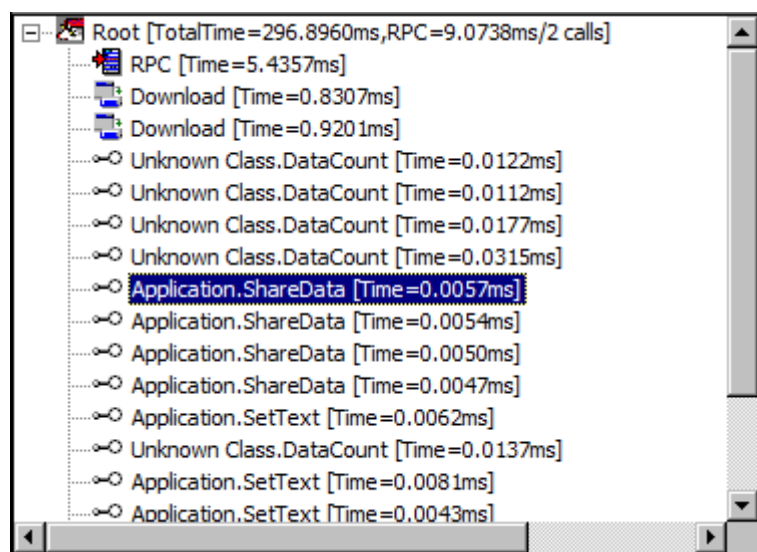 Root [TotalTime=296.8960ms,RPC=9.0738ms/2 calls]
RPC [Time=5.4357ms]
Download [Time=0.8307ms]
Download [Time=0.9201ms]
Unknown Class.DataCount [Time=0.0122ms]
Unknown Class.DataCount [Time=0.0112ms]
Unknown Class.DataCount [Time=0.0177ms]
Unknown Class.DataCount [Time=0.0315ms]
Application.ShareData [Time=0.0057ms]
Application.ShareData [Time=0.0054ms]
Application.ShareData [Time=0.0050ms]
Application.ShareData [Time=0.0047ms]
Application.SetText [Time=0.0062ms]
Unknown Class.DataCount [Time=0.0137ms]
Application.SetText [Time=0.0081ms]
Application.SetText [Time=0.0043ms]